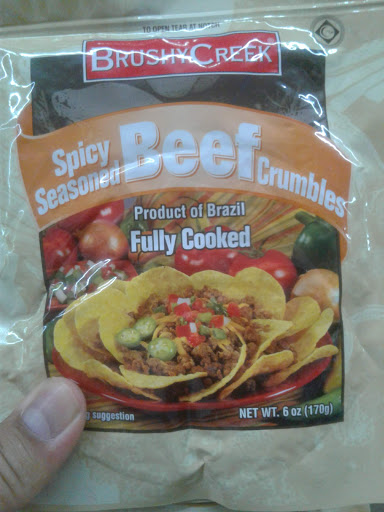 TO OPEN TEAR AT NOTCH
BRUSHY CREEK
Spicy
Seasoned Beef Crumbles
Product of Brazil
Fully Cooked
suggestion
NET WT. 6 oz (170g)